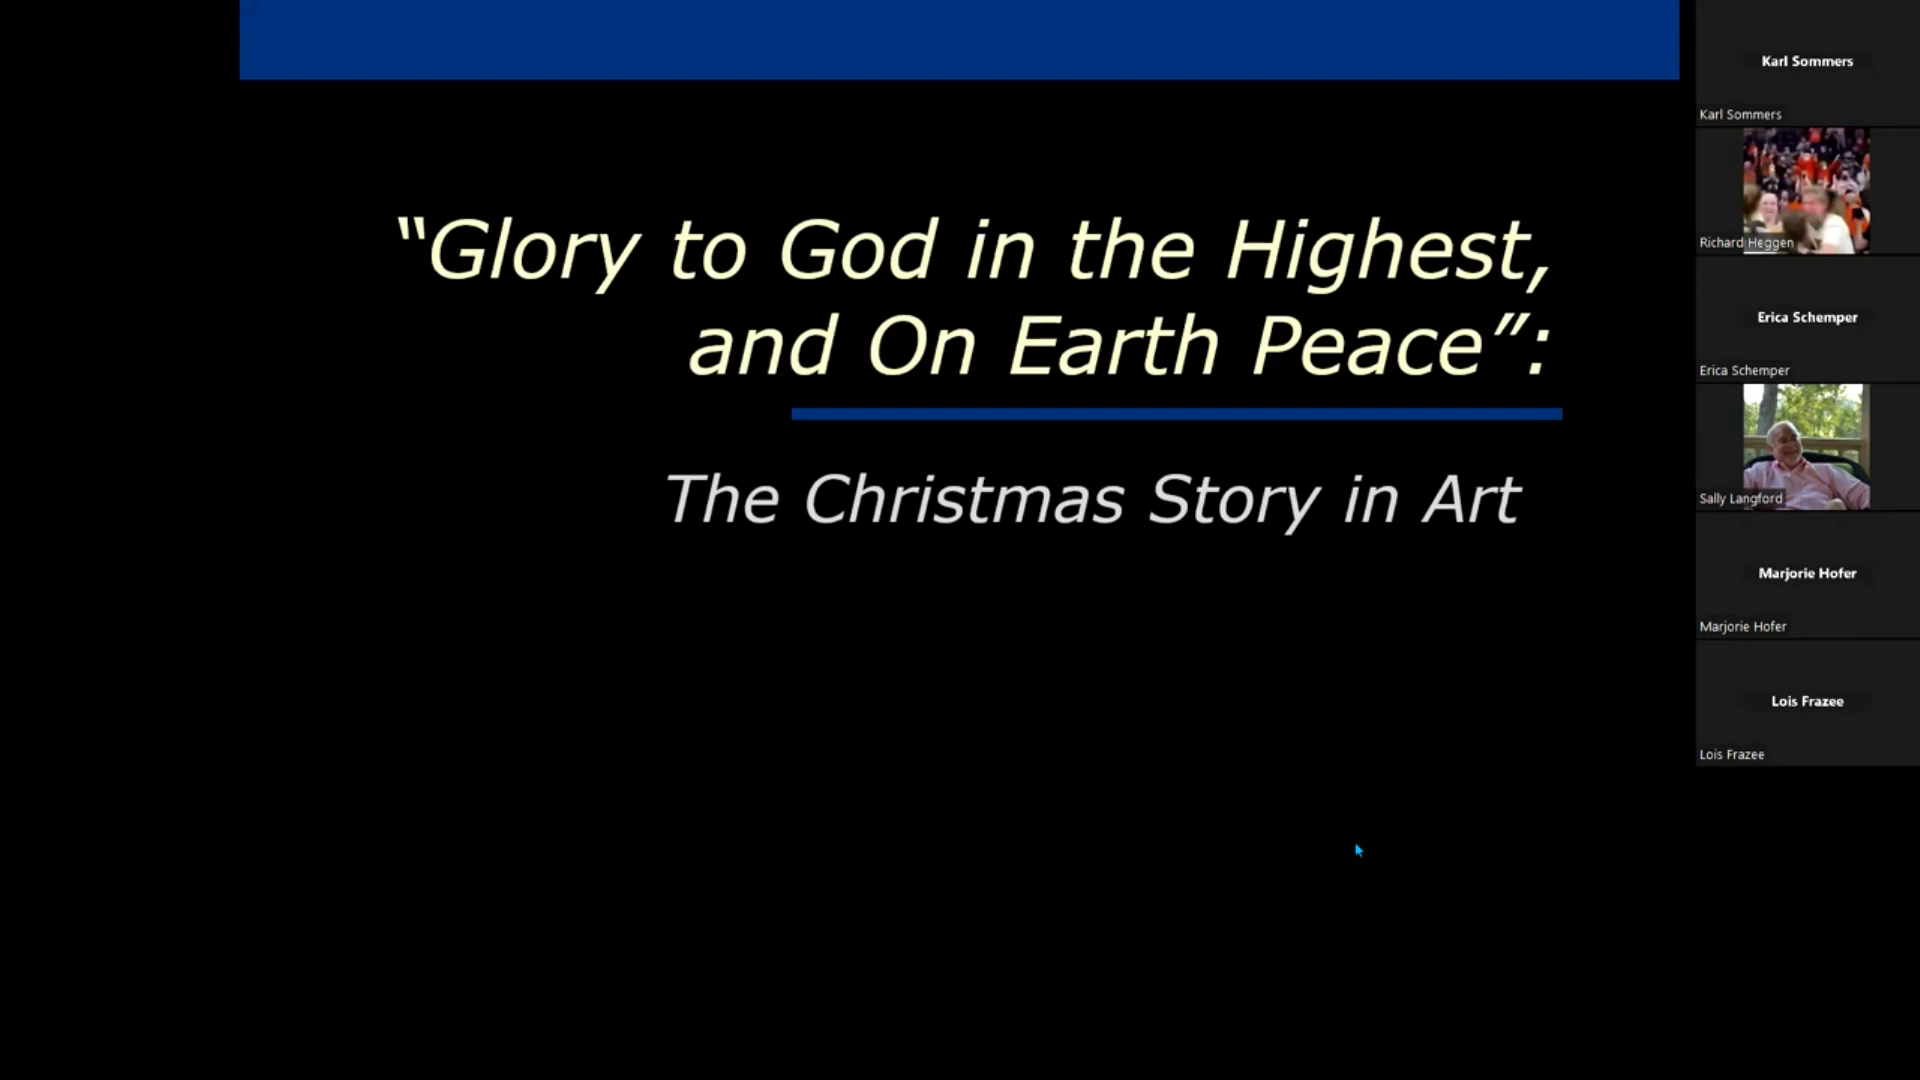 “Glory to God in the Highest,
and On Earth Peace”:
The Christmas Story in Art
Karl Sommers
Karl Sommers
Richard Heggen
Erica Schemper
Erica Schemper
Sally Langford
Marjorie Hofer
Marjorie Hofer
Lois Frazee
Lois Frazee